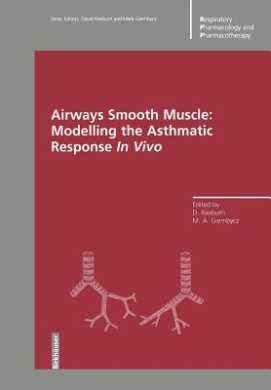 Series Editors: David Raeburn and Mark Giembycz
Respiratory
Pharmacology and
Pharmacotherapy
Airways Smooth Muscle:
Modelling the Asthmatic
Response In Vivo
Edited by
D. Raeburn
M. A. Giembycz
Birkhäuser